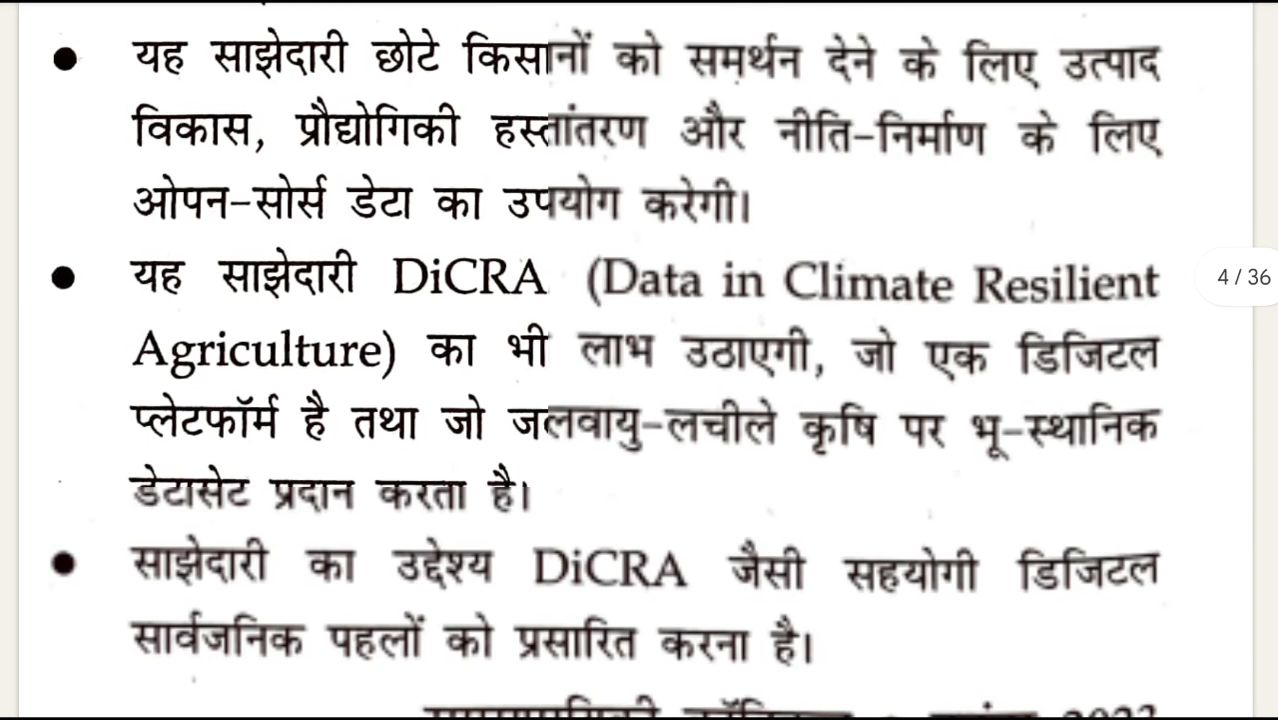 ● यह साझेदारी छोटे किसानों को समर्थन देने के लिए उत्पाद
विकास, प्रौद्योगिकी हस्तांतरण और नीति-निर्माण के लिए
ओपन-सोर्स डेटा का उपयोग करेगी।
● यह साझेदारी DiCRA (Data in Climate Resilient
4 / 36
Agriculture) का भी लाभ उठाएगी, जो एक डिजिटल
प्लेटफॉर्म है तथा जो जलवायु-लचीले कृषि पर भू-स्थानिक
डेटासेट प्रदान करता है।
● साझेदारी का उद्देश्य DiCRA जैसी सहयोगी डिजिटल
सार्वजनिक पहलों को प्रसारित करना है।